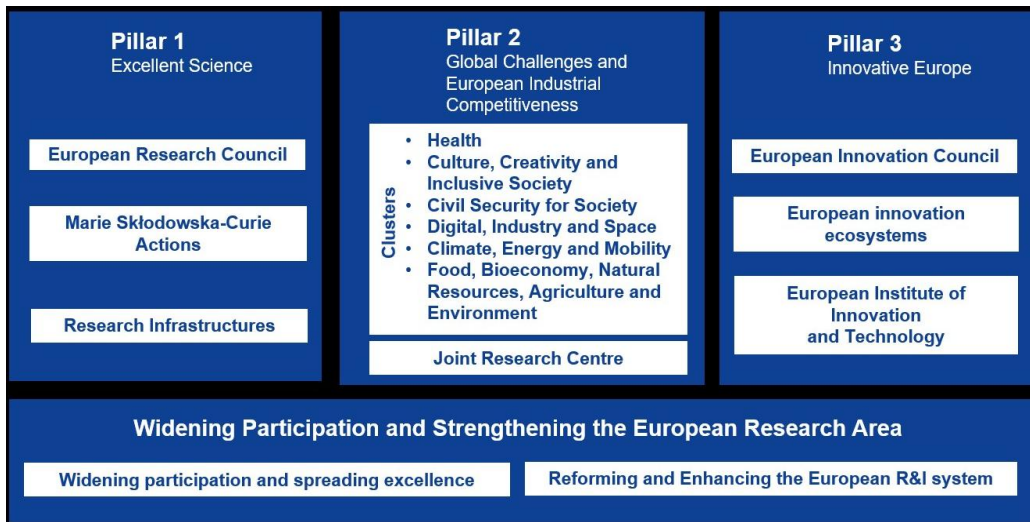 Pillar 1
Excellent Science
European Research Council
Marie Skłodowska-Curie
Actions
Research Infrastructures
Pillar 2
Global Challenges and
European Industrial
Competitiveness
Clusters
• Health
• Culture, Creativity and
Inclusive Society
• Civil Security for Society
• Digital, Industry and Space
• Climate, Energy and Mobility
• Food, Bioeconomy, Natural
Resources, Agriculture and
Environment
Joint Research Centre
Pillar 3
Innovative Europe
European Innovation Council
European innovation
ecosystems
European Institute of
Innovation
and Technology
Widening Participation and Strengthening the European Research Area
Widening participation and spreading excellence
Reforming and Enhancing the European R&I system